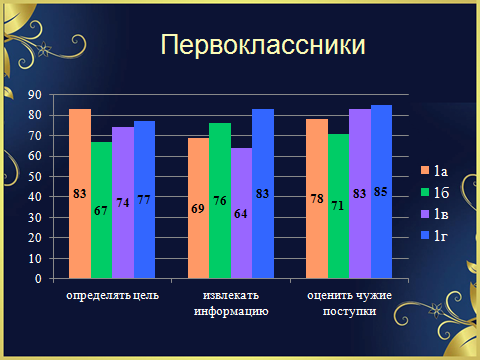 Первоклассники
90
80
70
60
50
40
30
20
10
0
83 67 74 77 69 76 64 83 78 71 83 85
определять цель
извлекать
информацию
оценить чужие
поступки
1а
1б
1в
1г